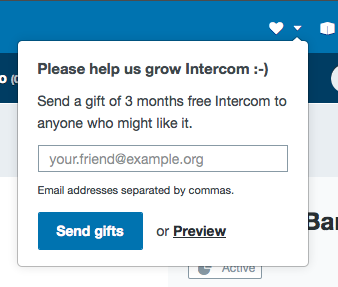 Please help us grow Intercom :-)
Send a gift of 3 months free Intercom to
anyone who might like it.
your.friend@example.org
Email addresses separated by commas.
Send gifts or Preview
Active